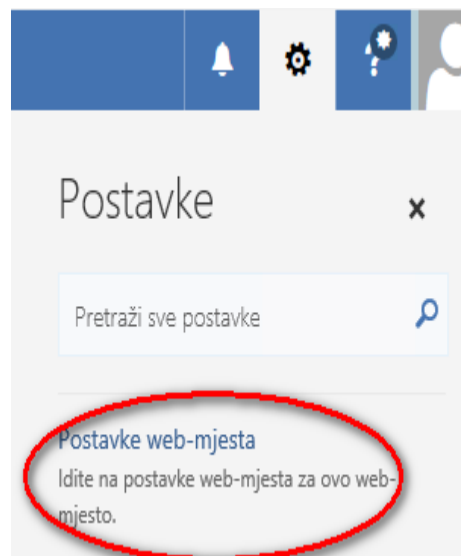 Postavke
Pretraži sve postavke
Postavke web-mjesta
Idite na postavke web-mjesta za ovo web-
mjesto.